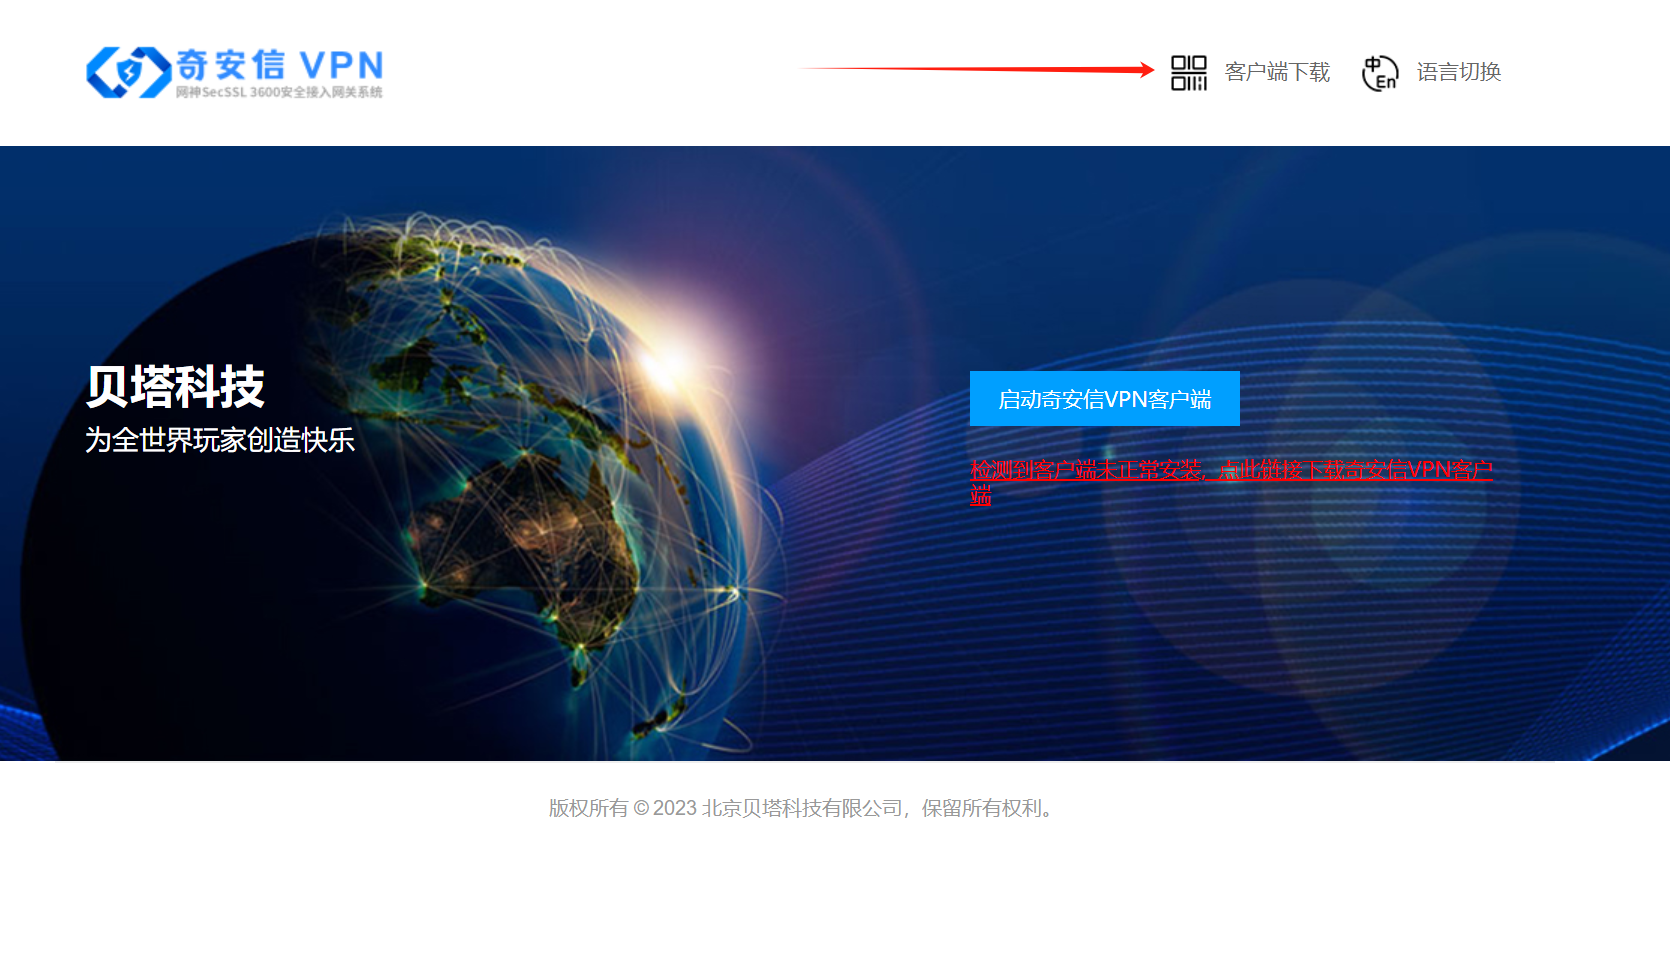 奇安信 VPN
网神SecSSL 3600安全接入网关系统
客户端下载
中
En
语言切换
贝塔科技
为全世界玩家创造快乐
启动奇安信VPN客户端
检测到客户端未正常安装，点此链接下载奇安信VPN客户
端
版权所有 © 2023 北京贝塔科技有限公司，保留所有权利。